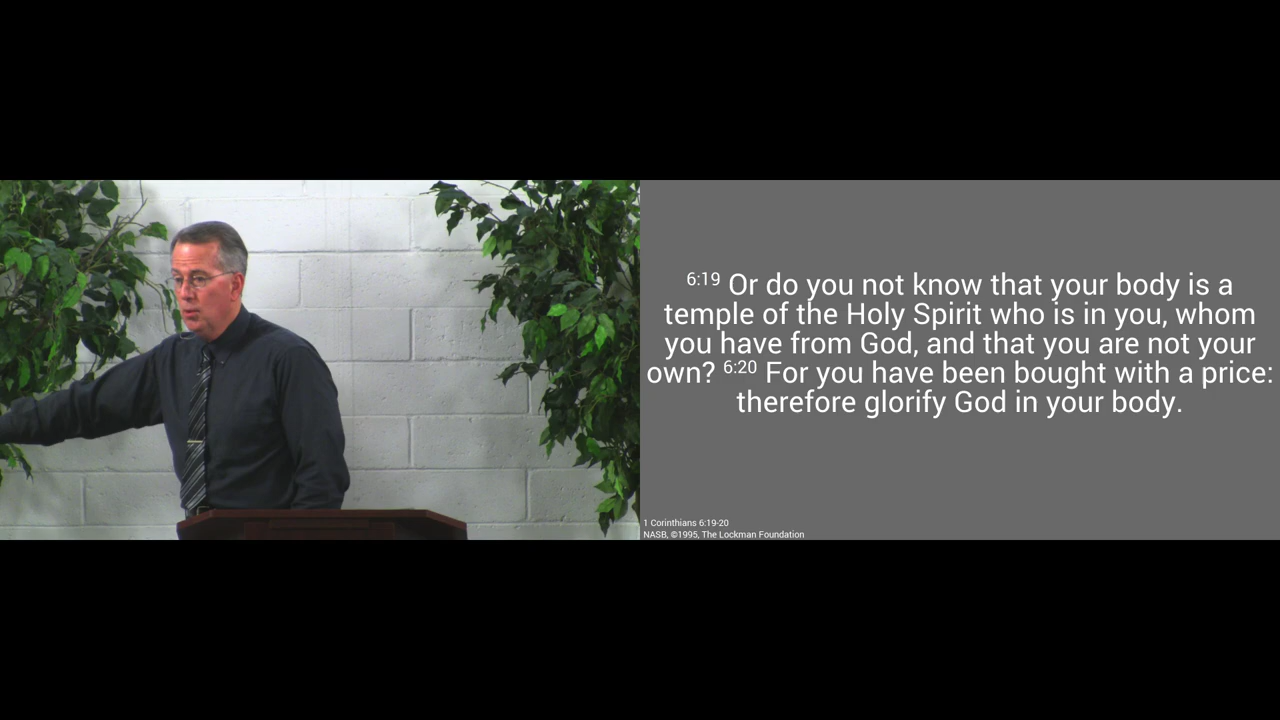 6:19 Or do you not know that your body is a
temple of the Holy Spirit who is in you, whom
you have from God, and that you are not your
own? 6:20 For you have been bought with a price:
therefore glorify God in your body.
1 Corinthians 6:19-20
NASB, ©1995, The Lockman Foundation